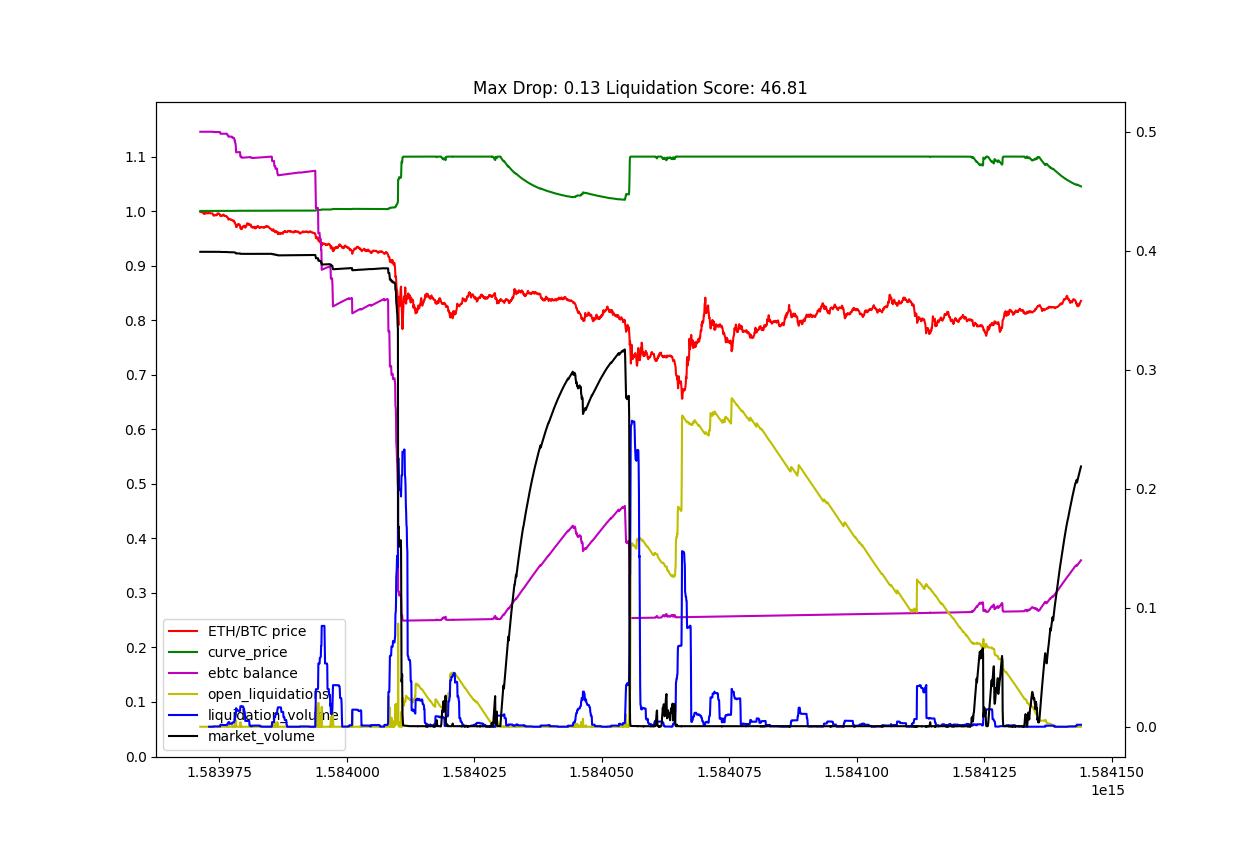 Max Drop: 0.13 Liquidation Score: 46.81
1.1
1.0
0.9
0.8
0.7
0.6
0.5
0.4
0.3
0.2
0.1
0.0
0.5
0.4
0.3
0.2
0.1
0.0
ETH/BTC price
curve_price
ebtc balance
open_liquidations
liquidation_volume
market_volume
1.583975 1.584000 1.584025 1.584050 1.584075 1.584100 1.584125 1.584150
1e15